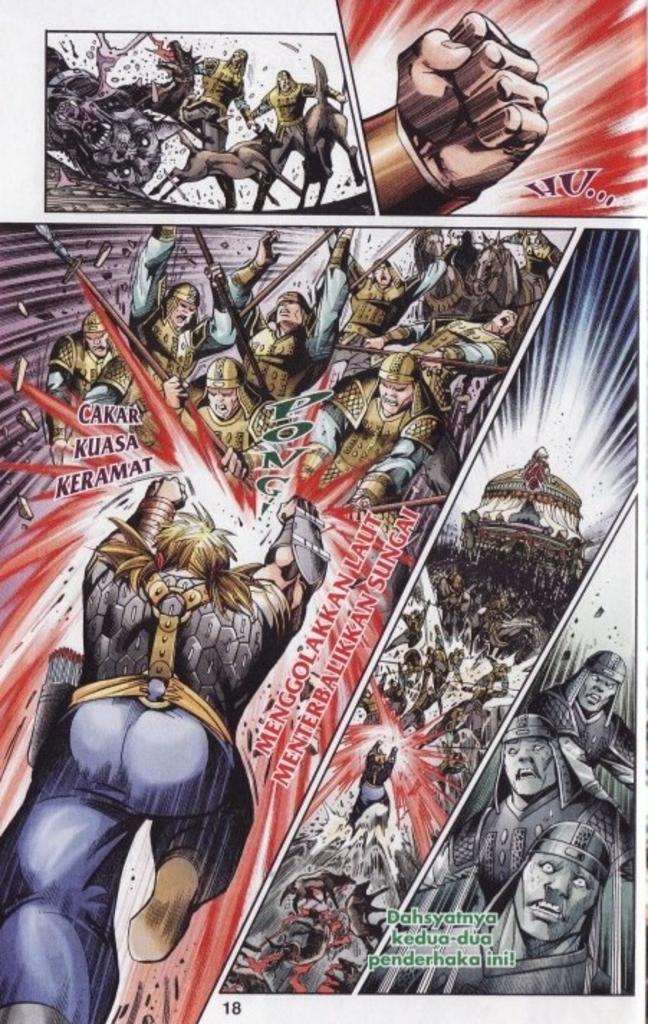 HU...
CAKAR
KUASA
KERAMAT
PONG!
MENGGOLAKKAN LAUT
MENTERBALIKKAN SUNGAI
Dahsyatnya
kedua-dua
penderhaka ini!
18